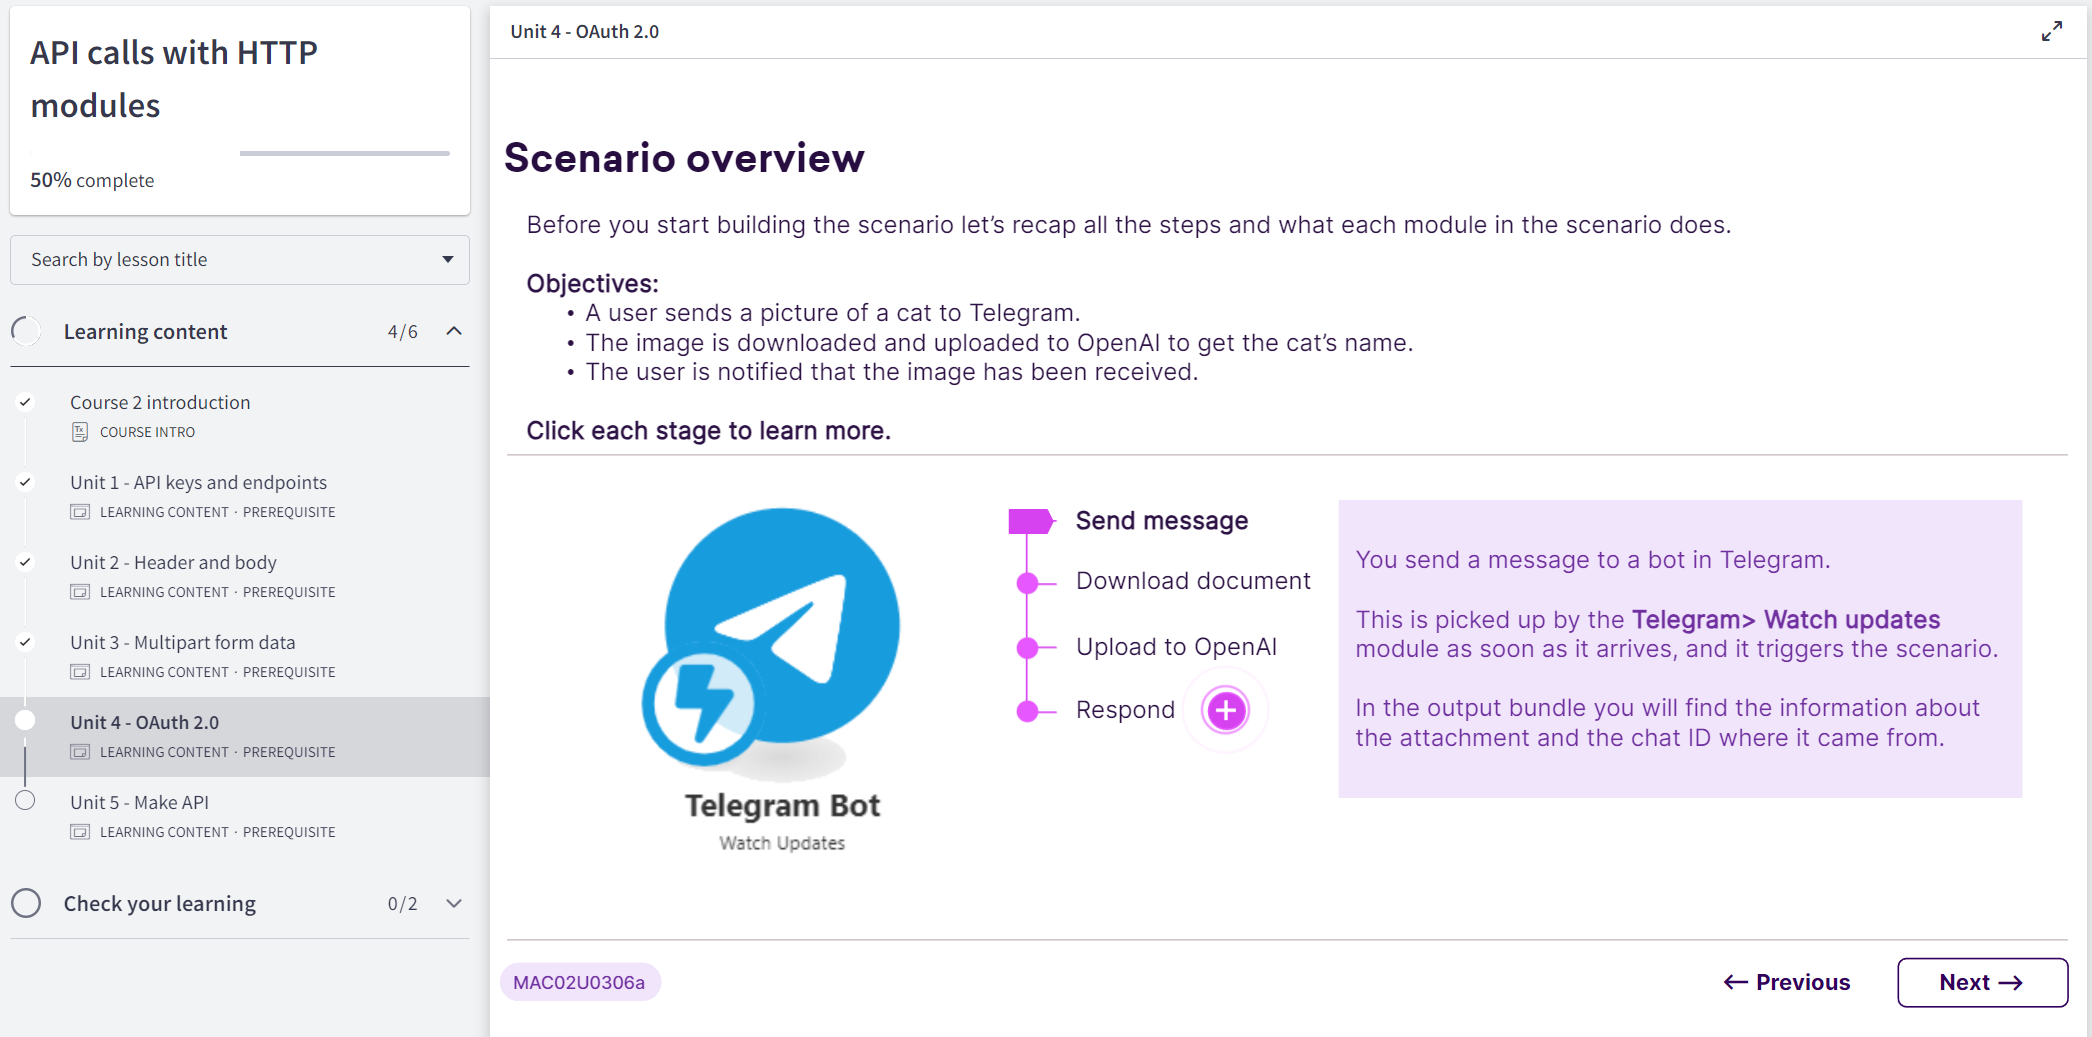 API calls with HTTP
modules
50% complete
Search by lesson title
Learning content 4/6
Course 2 introduction
COURSE INTRO
Unit 1 - API keys and endpoints
LEARNING CONTENT · PREREQUISITE
Unit 2 - Header and body
LEARNING CONTENT · PREREQUISITE
Unit 3 - Multipart form data
LEARNING CONTENT · PREREQUISITE
Unit 4 - OAuth 2.0
LEARNING CONTENT · PREREQUISITE
Unit 5 - Make API
LEARNING CONTENT · PREREQUISITE
Check your learning 0/2
Unit 4 - OAuth 2.0
Scenario overview
Before you start building the scenario let’s recap all the steps and what each module in the scenario does.
Objectives:
• A user sends a picture of a cat to Telegram.
• The image is downloaded and uploaded to OpenAI to get the cat’s name.
• The user is notified that the image has been received.
Click each stage to learn more.
Telegram Bot
Watch Updates
Send message
Download document
Upload to OpenAI
Respond
You send a message to a bot in Telegram.
This is picked up by the Telegram> Watch updates
module as soon as it arrives, and it triggers the scenario.
In the output bundle you will find the information about
the attachment and the chat ID where it came from.
MAC02U0306a
← Previous
Next →